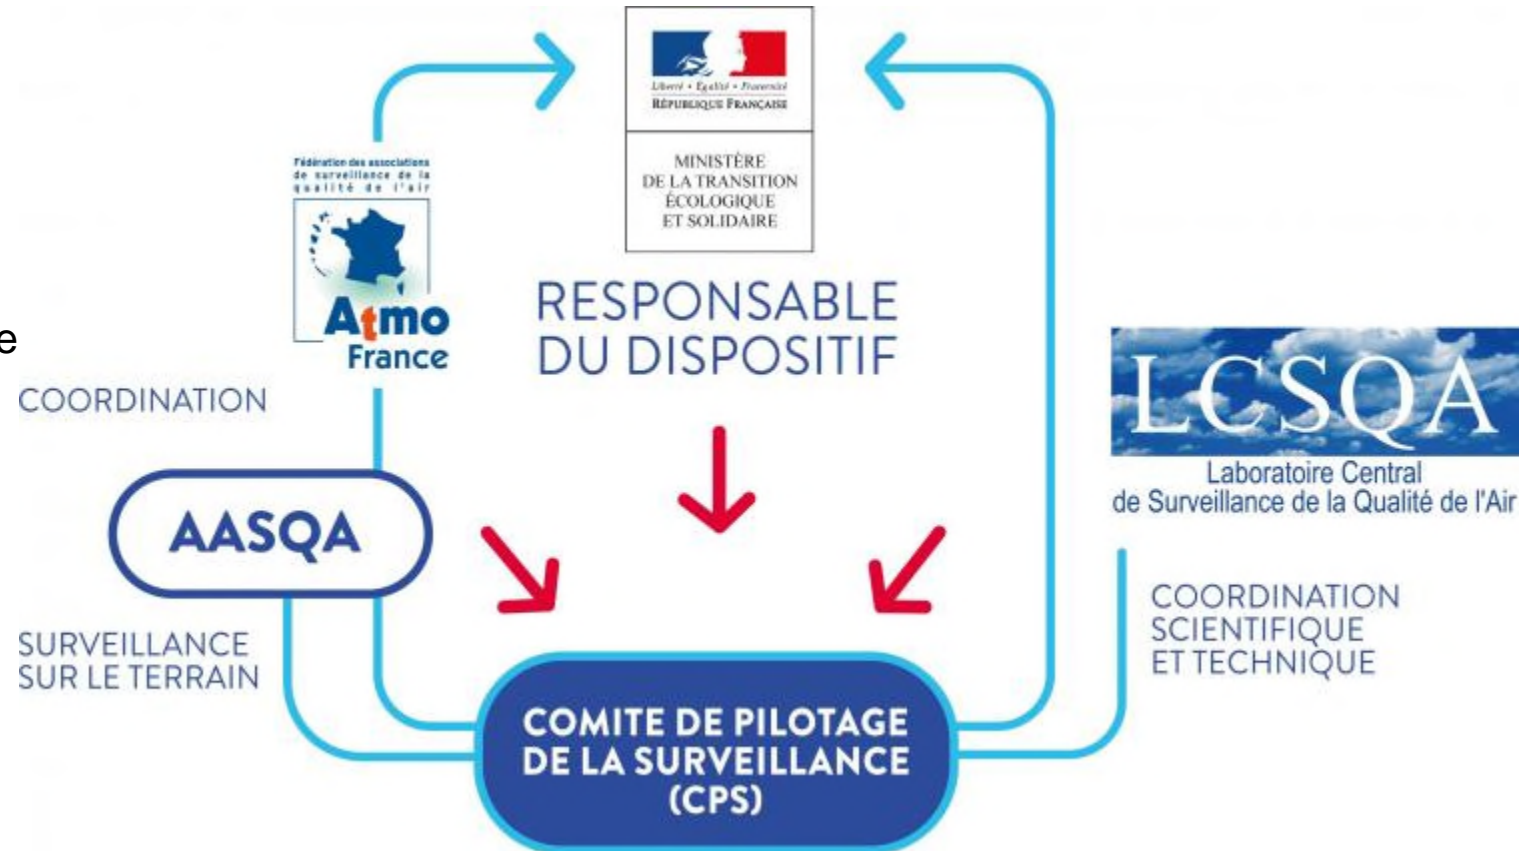 Liberté • Egalité • Fraternité
RÉPUBLIQUE FRANÇAISE
MINISTÈRE
DE LA TRANSITION
ÉCOLOGIQUE
ET SOLIDAIRE
Fédération des associations
de surveillance de la
qualité de l'air
Atmo
France
RESPONSABLE
DU DISPOSITIF
e
COORDINATION
LCSQA
Laboratoire Central
de Surveillance de la Qualité de l'Air
AASQA
SURVEILLANCE
SUR LE TERRAIN
COORDINATION
SCIENTIFIQUE
ET TECHNIQUE
COMITE DE PILOTAGE
DE LA SURVEILLANCE
(CPS)